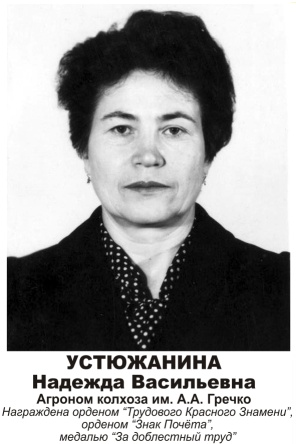 УСТЮЖАНИНА
Надежда Васильевна
Агроном колхоза им. А.А. Гречко
Награждена орденом “Трудового Красного Знамени”,
орденом “Знак Почёта”,
медалью “За доблестный труд”